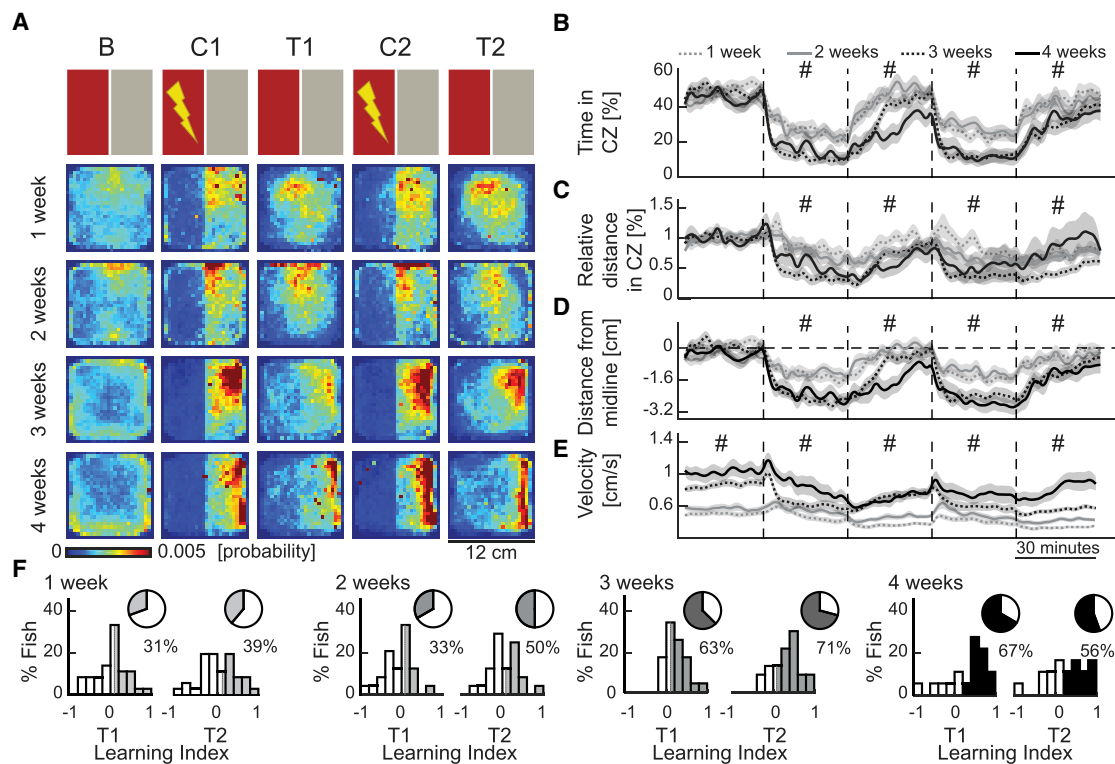 A
B C1 T1 C2 T2
1 week
2 weeks
3 weeks
4 weeks
0 0.005 [probability] 12 cm
B
1 week 2 weeks 3 weeks 4 weeks
Time in
CZ [%]
60
40
20
0
# # # #
C
Relative
distance
in CZ [%]
1.5
1.0
0.5
0
# # # #
D
Distance from
midline [cm]
0
-1.6
-3.2
# # # #
E
Velocity
[cm/s]
1.4
1
0.6
# # # # #
30 minutes
F
1 week
% Fish
40
20
0
31% 39%
-1 0 1 0 1
T1 T2
Learning Index
2 weeks
% Fish
40
20
0
33% 50%
-1 0 1 0 1
T1 T2
Learning Index
3 weeks
% Fish
40
20
0
63% 71%
-1 0 1 0 1
T1 T2
Learning Index
4 weeks
% Fish
40
20
0
67% 56%
-1 0 1 -1 0 1
T1 T2
Learning Index